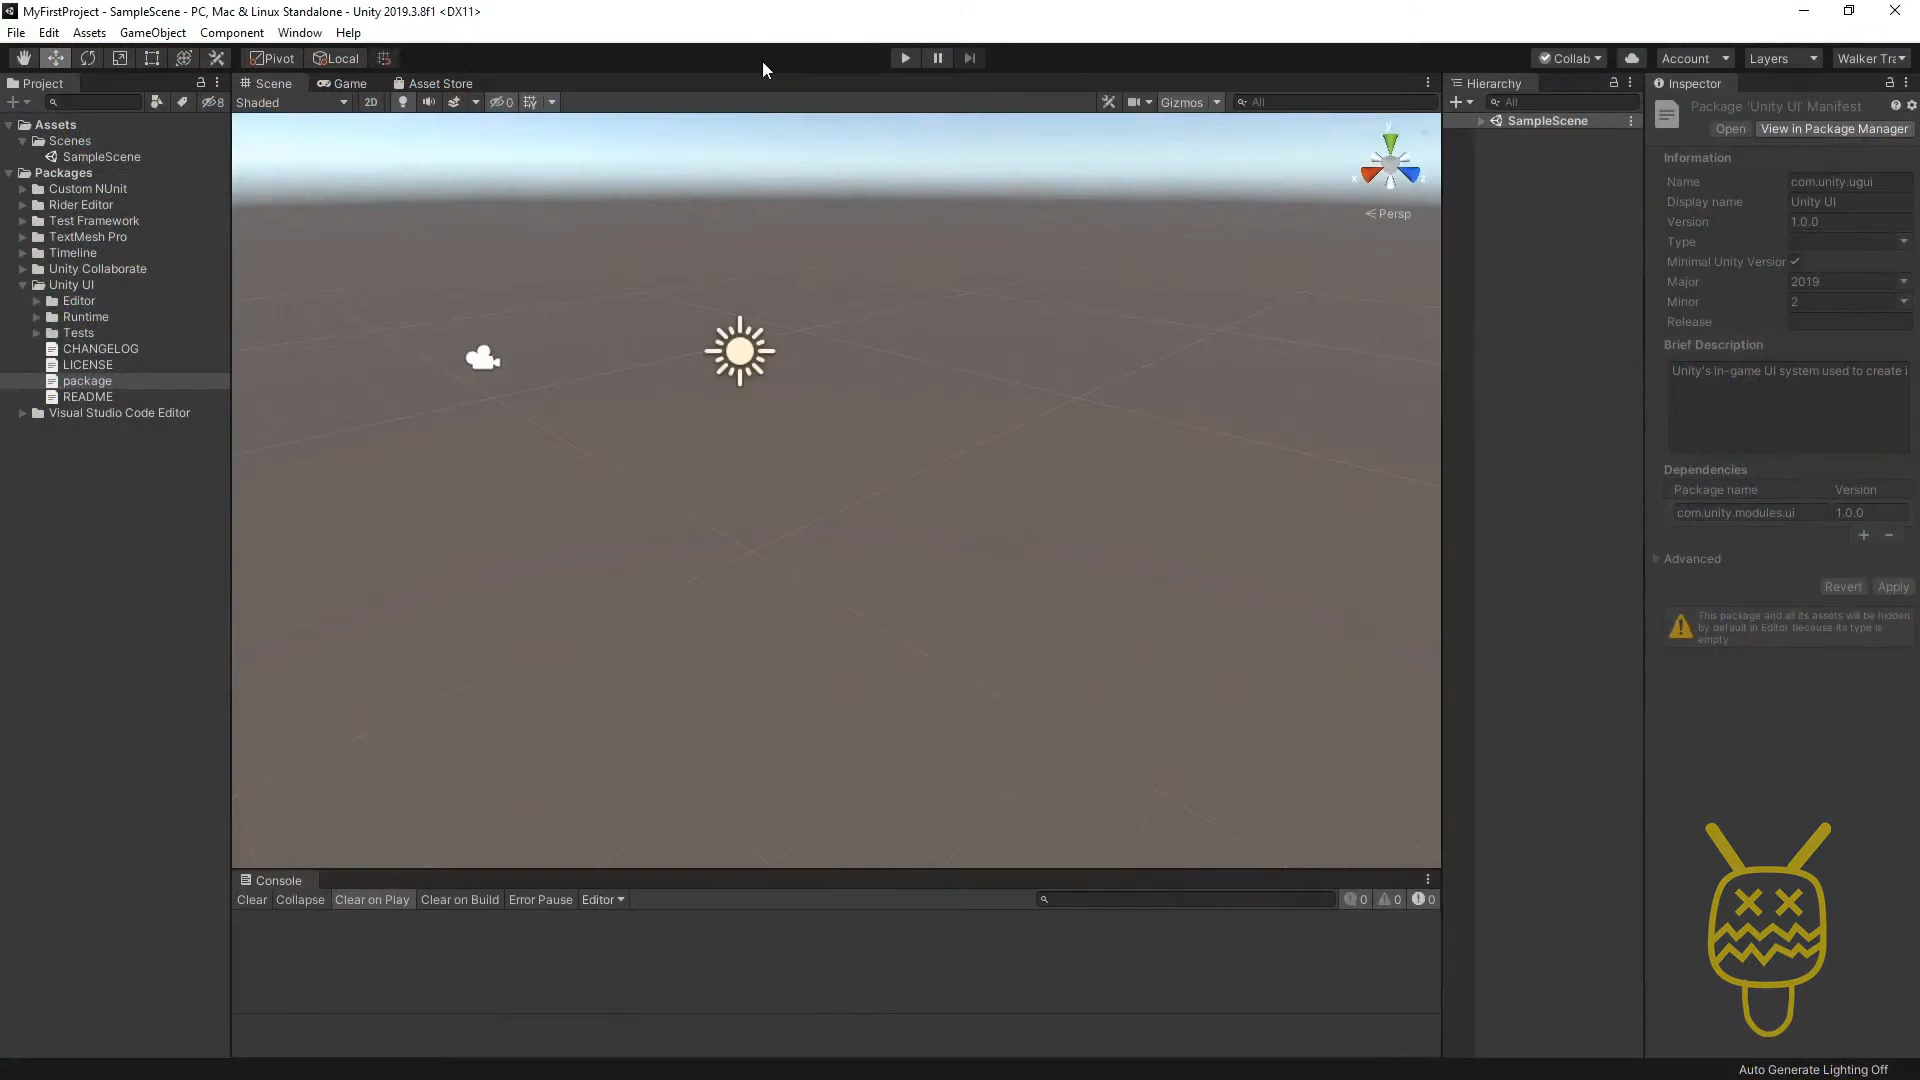 MyFirstProject - SampleScene - PC, Mac & Linux Standalone - Unity 2019.3.8f1 <DX11>
File Edit Assets GameObject Component Window Help
Pivot Local Collab Account Layers Walker Tra
Project
8
Assets
Scenes
SampleScene
Packages
Custom NUnit
Rider Editor
Test Framework
TextMesh Pro
Timeline
Unity Collaborate
Unity UI
Editor
Runtime
Tests
CHANGELOG
LICENSE
package
README
Visual Studio Code Editor
Scene Game Asset Store
Shaded 2D 0 Gizmos All
y
x z
Persp
Console
Clear Collapse Clear on Play Clear on Build Error Pause Editor 0 0 0
Hierarchy
All
SampleScene
Inspector
Package 'Unity UI' Manifest
Open View in Package Manager
Information
Name com.unity.ugui
Display name Unity UI
Version 1.0.0
Type
Minimal Unity Version
Major 2019
Minor 2
Release
Brief Description
Unity's In-game UI system used to create i
Dependencies
Package name Version
com.unity.modules.ui 1.0.0
Advanced
Revert Apply
This package and all its assets will be hidden
by default in Editor because its type is
empty
Auto Generate Lighting Off